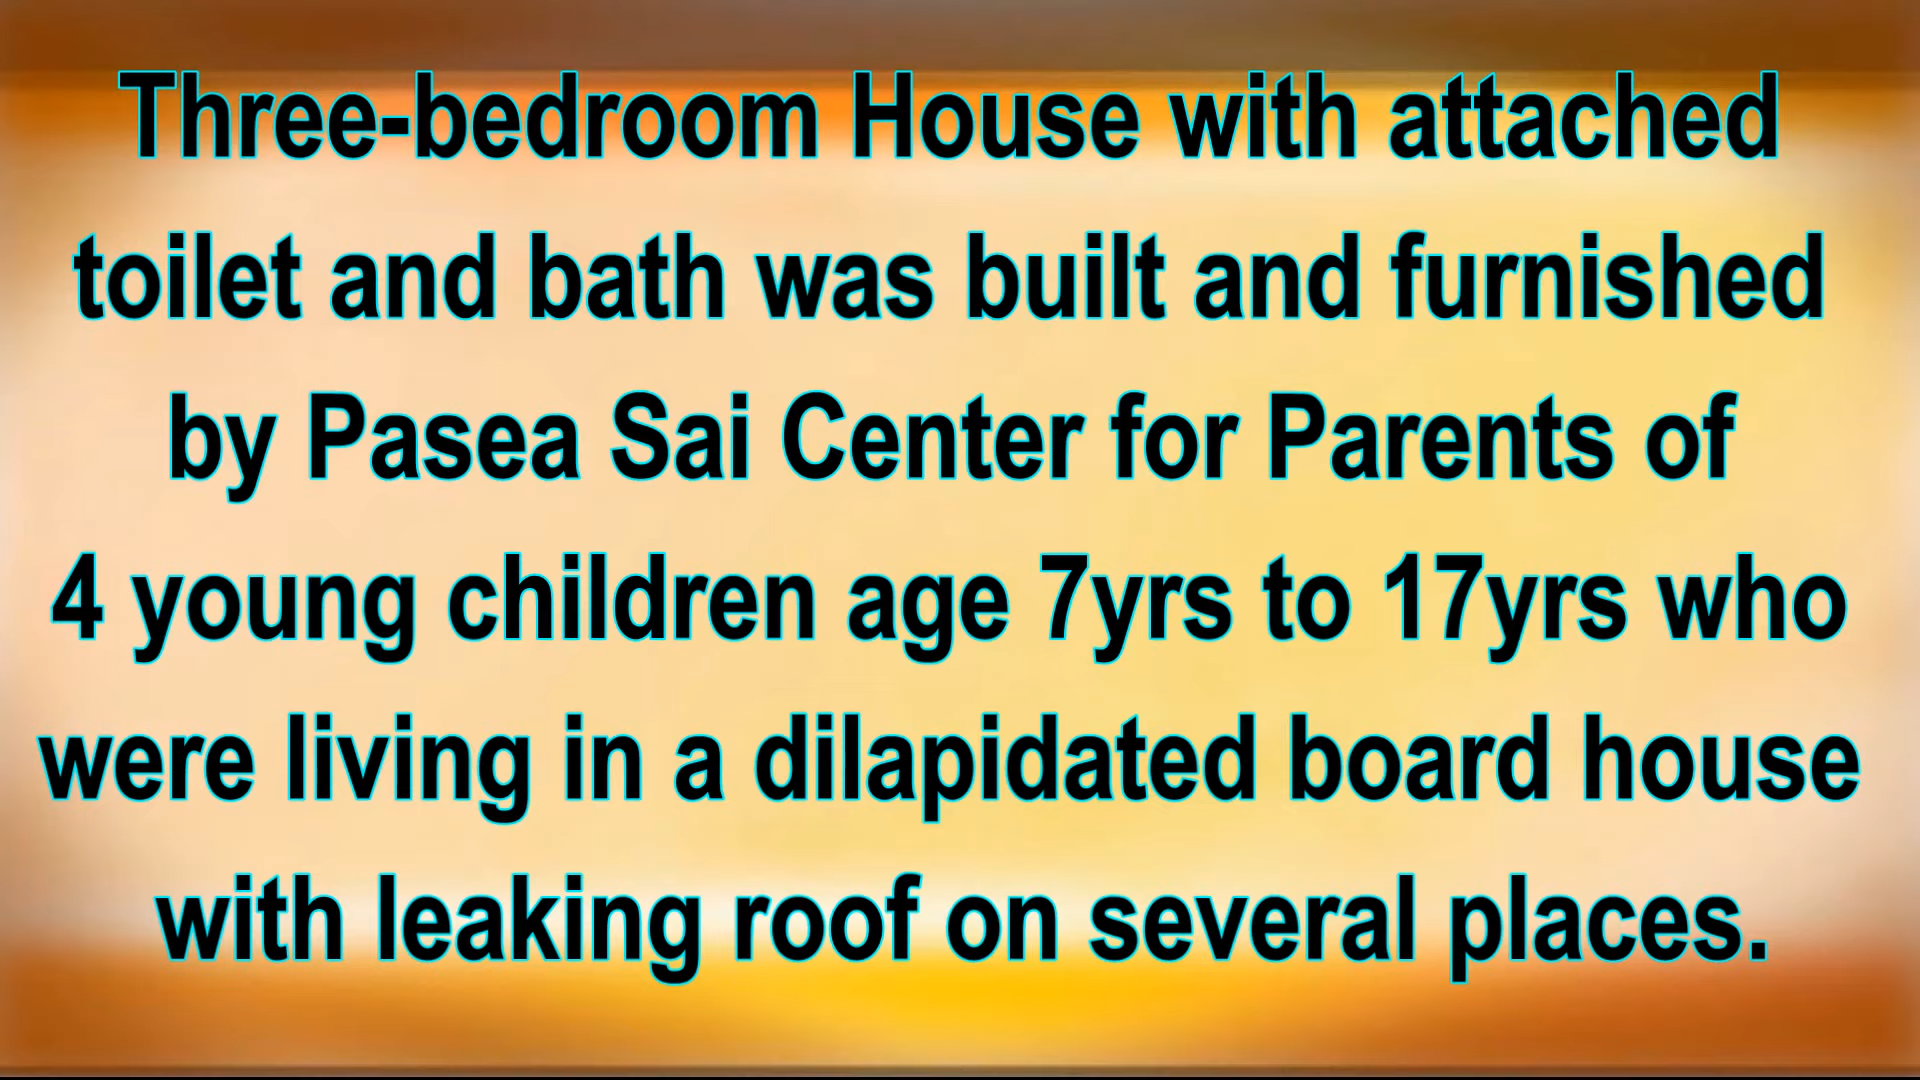 Three-bedroom House with attached
toilet and bath was built and furnished
by Pasea Sai Center for Parents of
4 young children age 7yrs to 17yrs who
were living in a dilapidated board house
with leaking roof on several places.